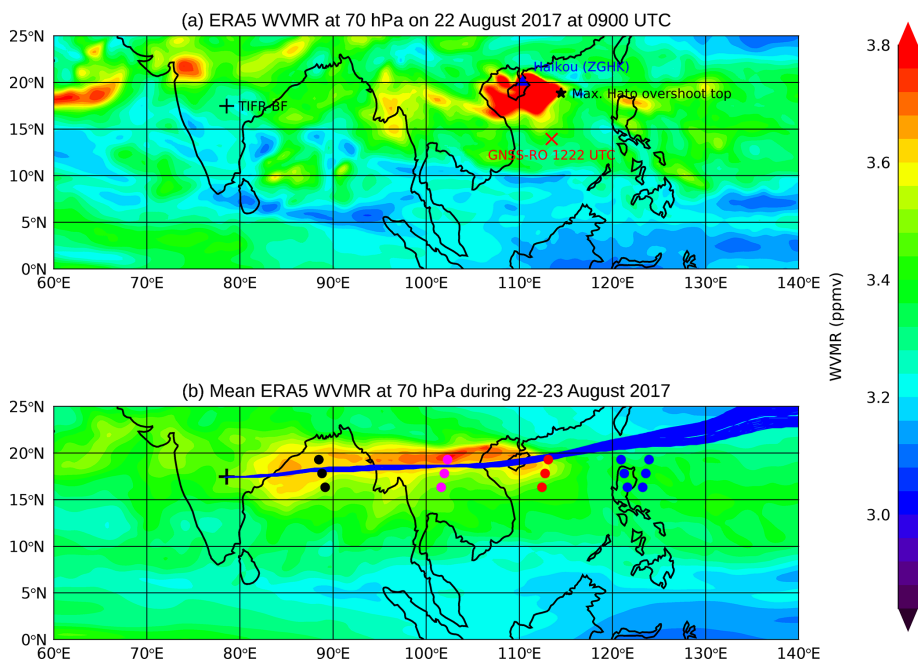 (a) ERA5 WVMR at 70 hPa on 22 August 2017 at 0900 UTC
25°N
20°N
15°N
10°N
5°N
0°N
60°E 70°E 80°E 90°E 100°E 110°E 120°E 130°E 140°E
Haikou (ZGHK)
TIFR-BF
Max. Hato overshoot top
GNSS-RO 1222 UTC
(b) Mean ERA5 WVMR at 70 hPa during 22-23 August 2017
25°N
20°N
15°N
10°N
5°N
0°N
60°E 70°E 80°E 90°E 100°E 110°E 120°E 130°E 140°E
WVMR (ppmv)
3.8
3.6
3.4
3.2
3.0